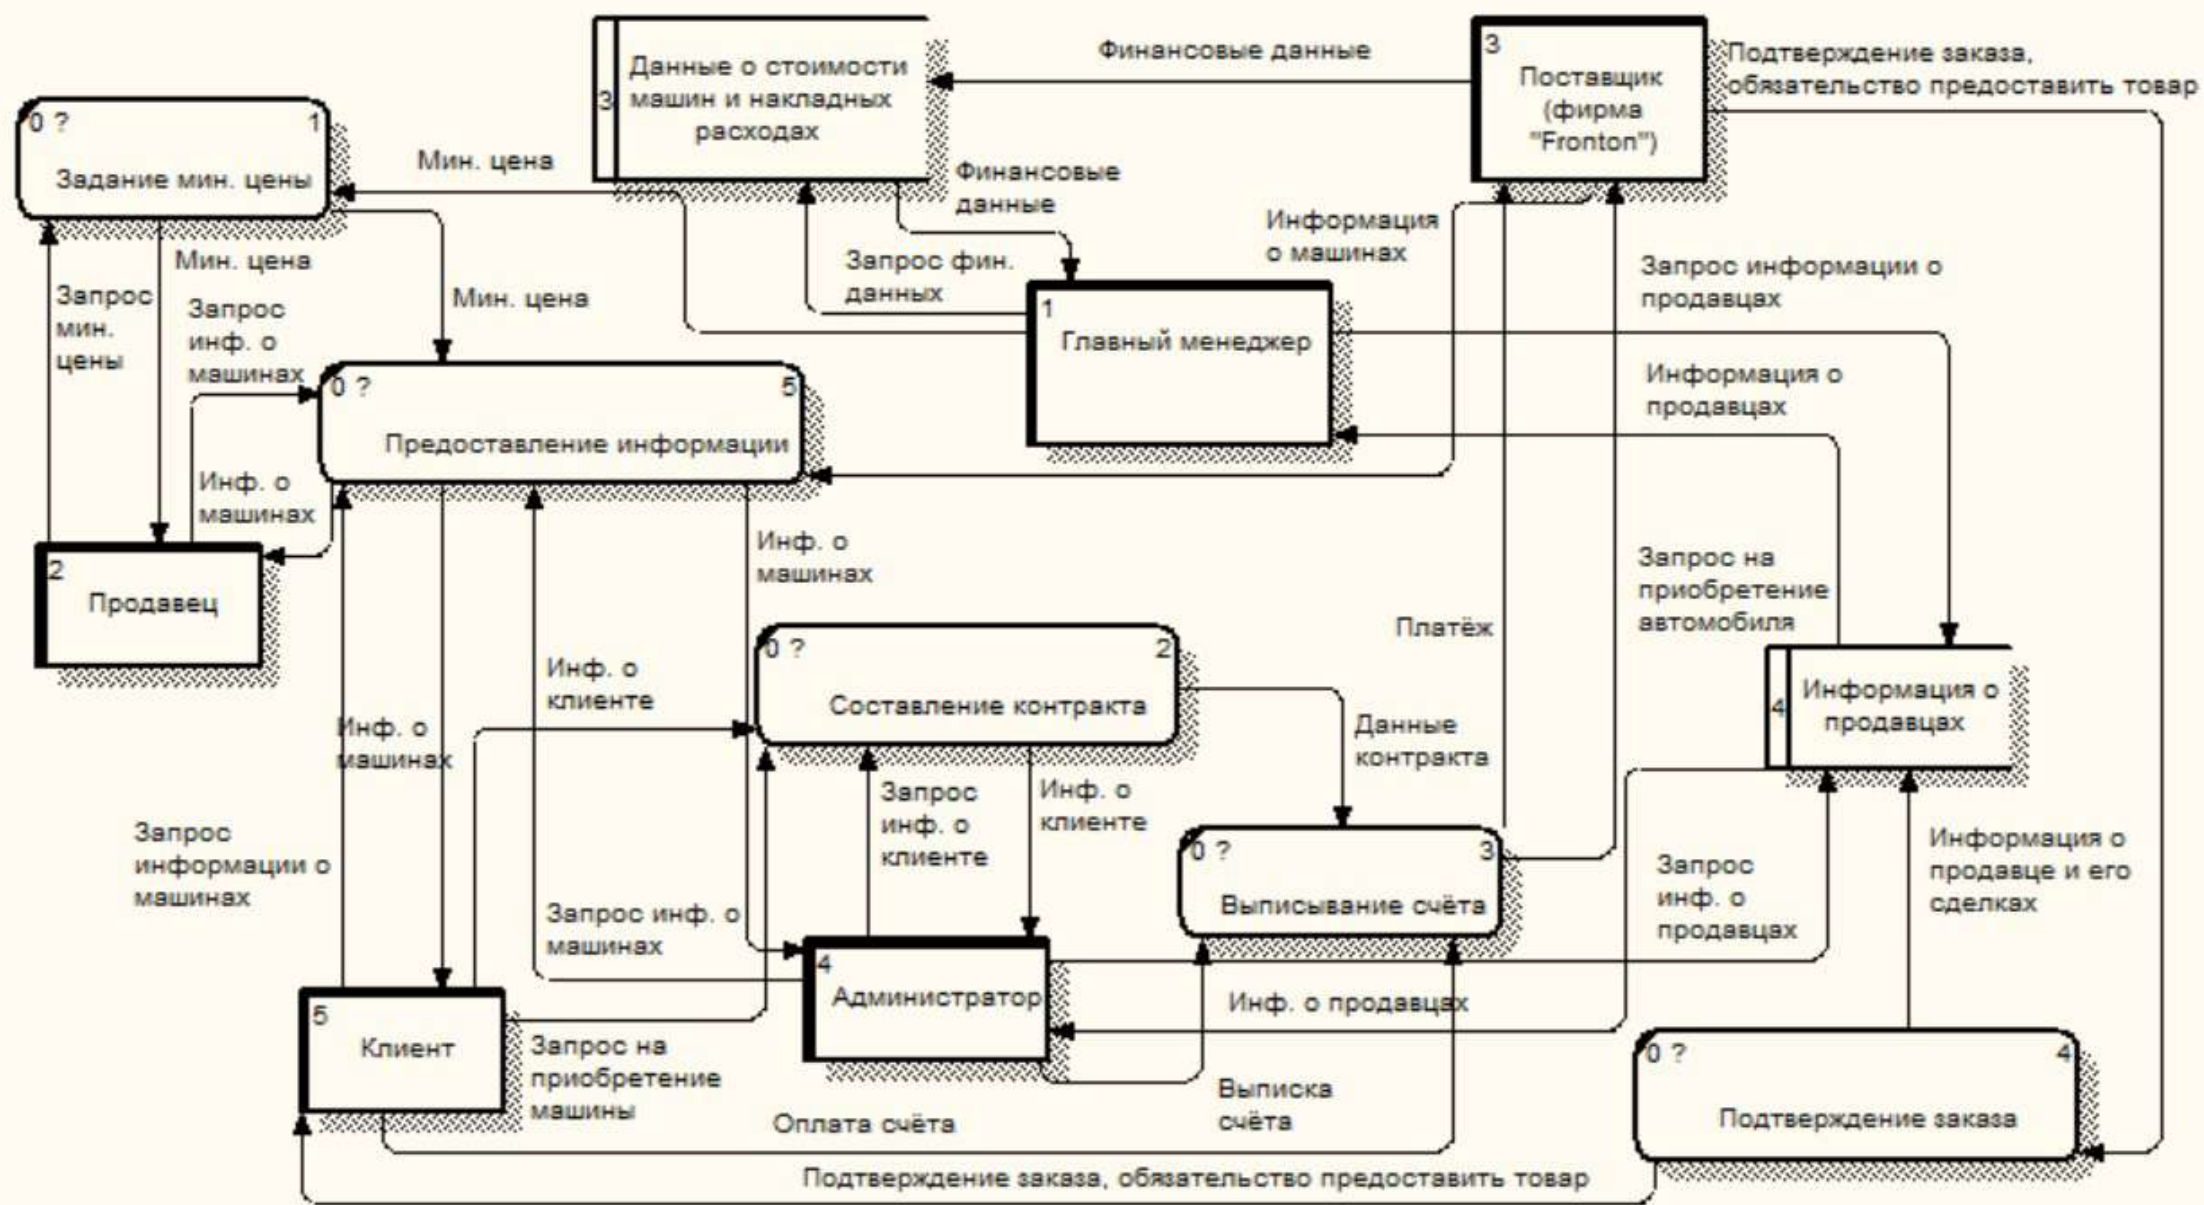 3
Данные о стоимости
машин и накладных
расходах
Финансовые данные
3
Поставщик
(фирма
"Fronton")
Подтверждение заказа,
обязательство предоставить товар
0 ?
1
Задание мин. цены
Мин. цена
Финансовые
данные
Информация
о машинах
Запрос фин.
данных
Запрос информации о
продавцах
Мин. цена
Запрос
мин.
цены
Запрос
инф. о
машинах
Мин. цена
1
Главный менеджер
Информация о
продавцах
0 ?
5
Предоставление информации
Инф. о
машинах
2
Продавец
Инф. о
машинах
Запрос на
приобретение
автомобиля
Платёж
0 ?
2
Составление контракта
Инф. о
клиенте
Инф. о
машинах
Данные
контракта
4
Информация о
продавцах
Запрос
информации о
машинах
Запрос
инф. о
клиенте
Инф. о
клиенте
0 ?
3
Выписывание счёта
Запрос
инф. о
продавцах
Информация о
продавце и его
сделках
Запрос инф. о
машинах
4
Администратор
Инф. о продавцах
5
Клиент
Запрос на
приобретение
машины
Выписка
счёта
Оплата счёта
0 ?
4
Подтверждение заказа
Подтверждение заказа, обязательство предоставить товар